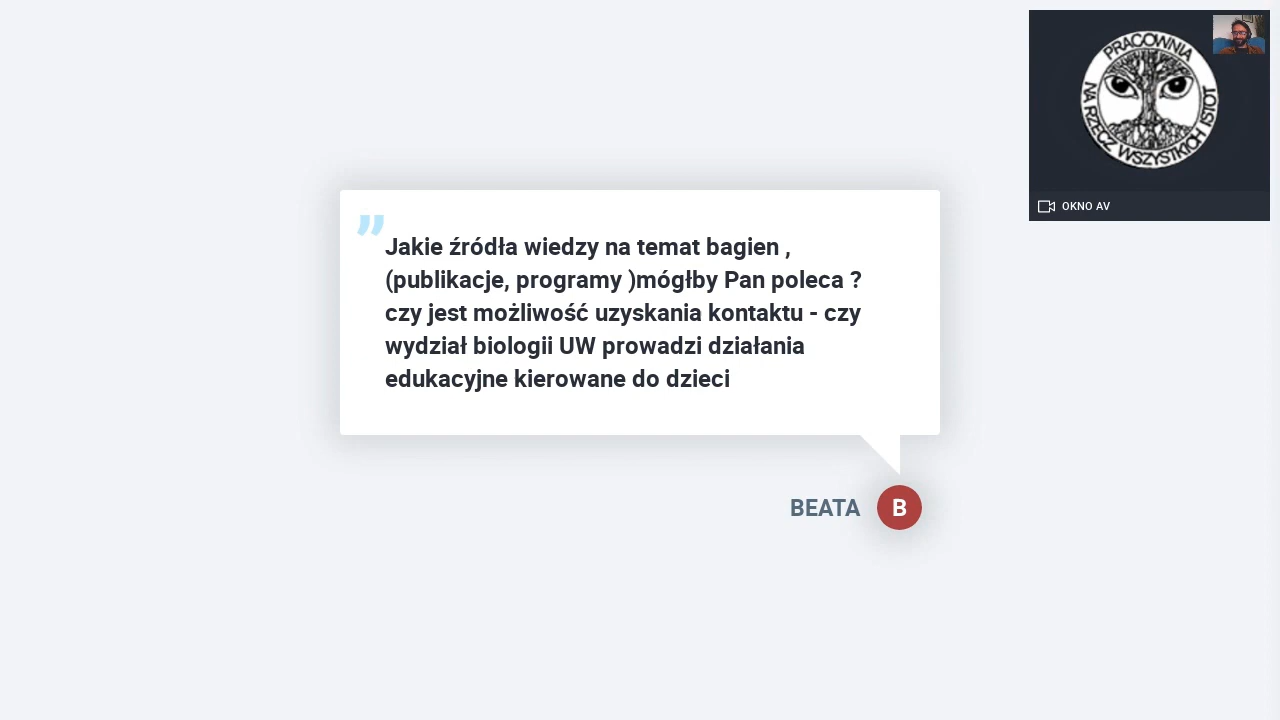 Jakie źródła wiedzy na temat bagien ,
(publikacje, programy )mógłby Pan poleca ?
czy jest możliwość uzyskania kontaktu - czy
wydział biologii UW prowadzi działania
edukacyjne kierowane do dzieci
BEATA B
PRACOWNIA
NA RZECZ WSZYSTKICH ISTOT
OKNO AV